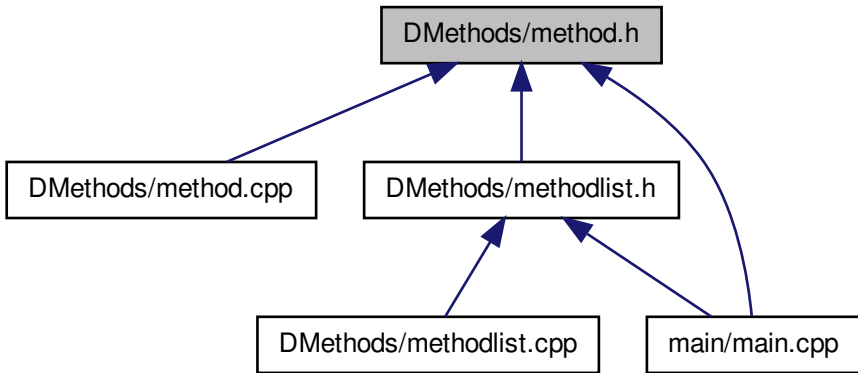 DMethods/method.h
DMethods/method.cpp
DMethods/methodlist.h
DMethods/methodlist.cpp
main/main.cpp